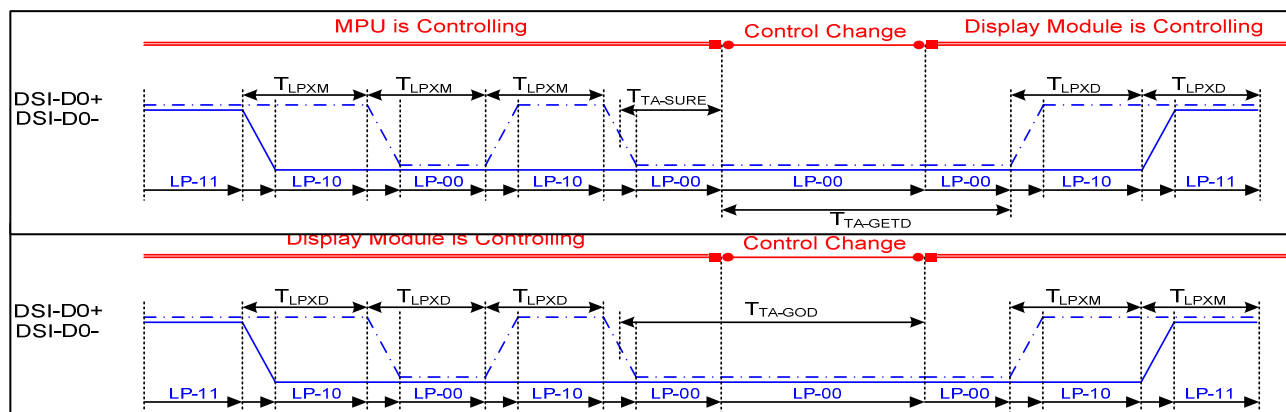 MPU is Controlling Control Change Display Module is Controlling
TLPXM TLPXM TLPXM TTA-SURE TLPXD TLPXD
DSI-D0+
DSI-D0-
LP-11 LP-10 LP-00 LP-10 LP-00 LP-00 LP-00 LP-10 LP-11
TTA-GETD
Display Module is Controlling Control Change
TLPXD TLPXD TLPXD TTA-GOD TLPXM TLPXM
DSI-D0+
DSI-D0-
LP-11 LP-10 LP-00 LP-10 LP-00 LP-00 LP-00 LP-10 LP-11